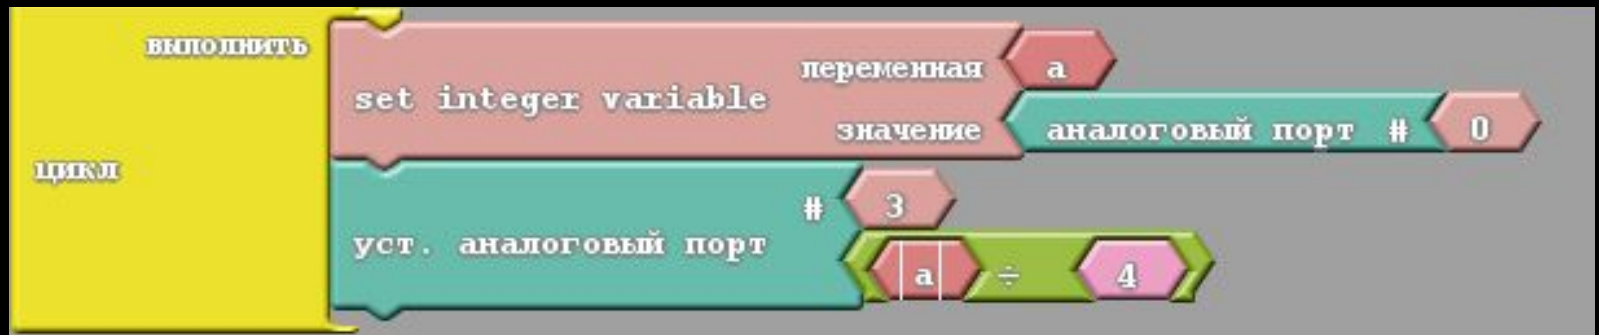 выполнить
переменная a
set integer variable
значение аналоговый порт # 0
цикл
# 3
уст. аналоговый порт
a ÷ 4